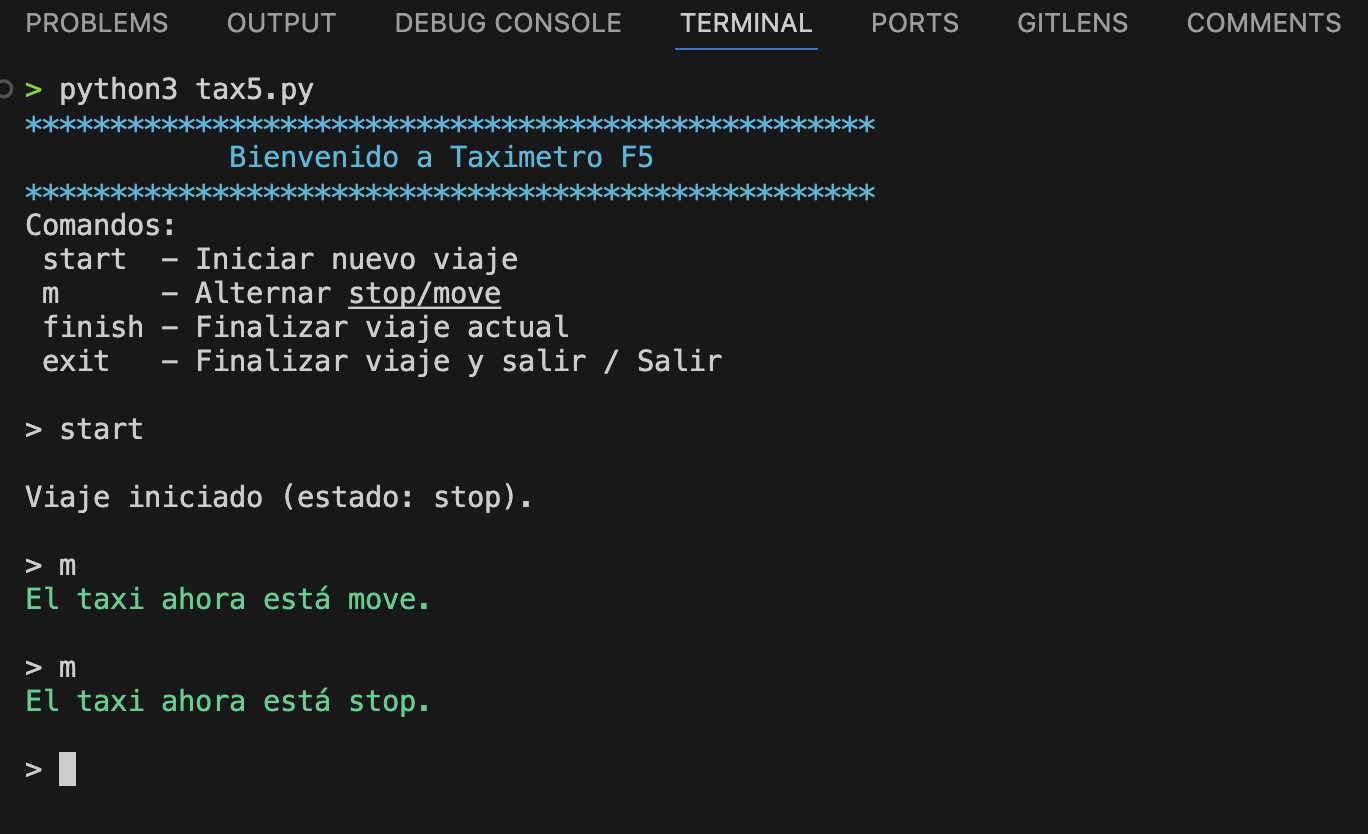 PROBLEMS OUTPUT DEBUG CONSOLE TERMINAL PORTS GITLENS COMMENTS
> python3 tax5.py
**************************************************
Bienvenido a Taximetro F5
**************************************************
Comandos:
start  – Iniciar nuevo viaje
m      – Alternar stop/move
finish – Finalizar viaje actual
exit   – Finalizar viaje y salir / Salir
> start
Viaje iniciado (estado: stop).
> m
El taxi ahora está move.
> m
El taxi ahora está stop.
>